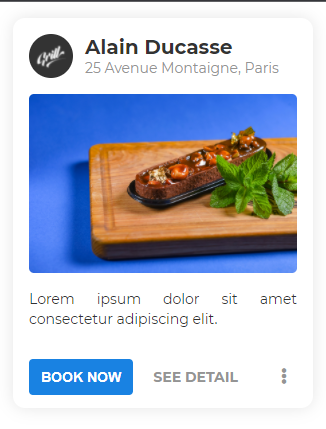 Grill
Alain Ducasse
25 Avenue Montaigne, Paris
Lorem ipsum dolor sit amet
consectetur adipiscing elit.
BOOK NOW
SEE DETAIL